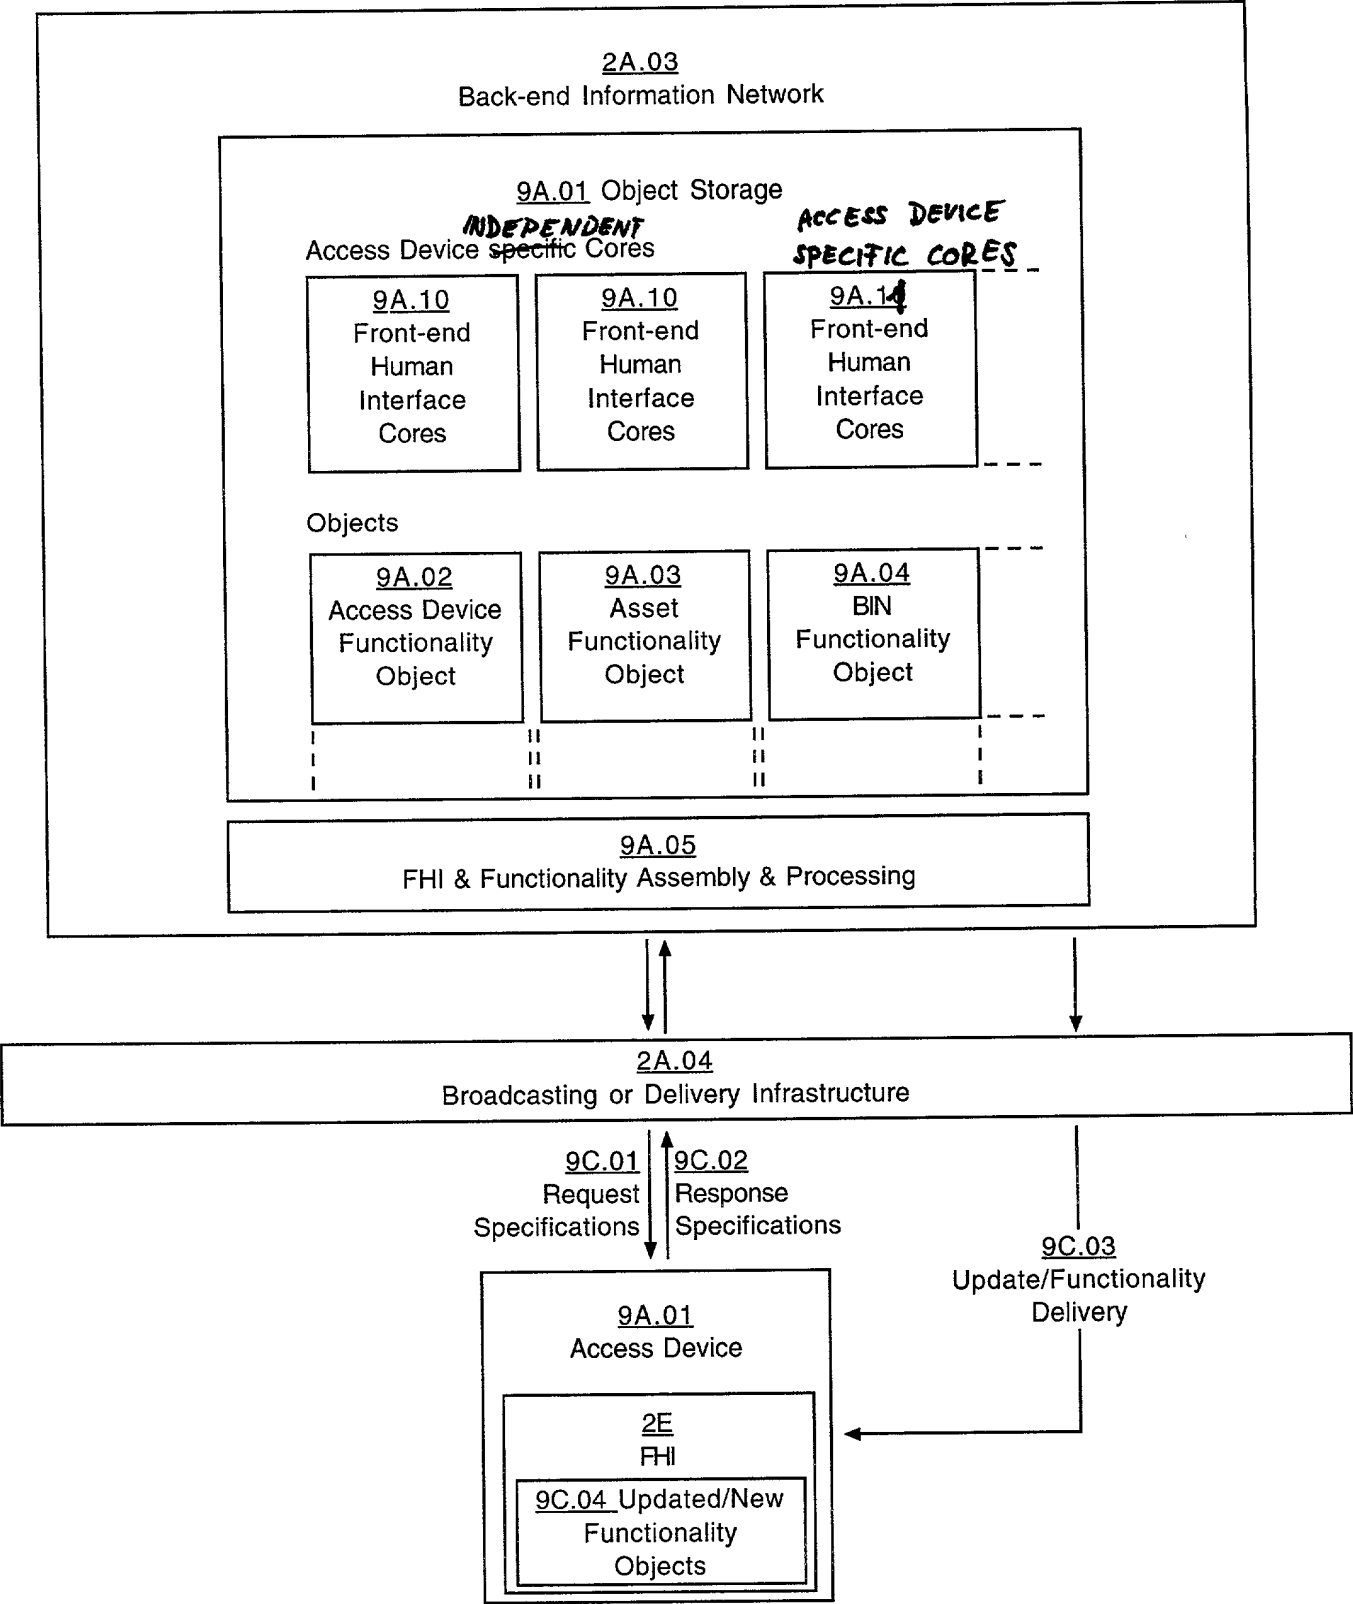 2A.03
Back-end Information Network
9A.01 Object Storage
INDEPENDENT
Access Device specific Cores
ACCESS DEVICE
SPECIFIC CORES
9A.10
Front-end
Human
Interface
Cores
9A.10
Front-end
Human
Interface
Cores
9A.11
Front-end
Human
Interface
Cores
Objects
9A.02
Access Device
Functionality
Object
9A.03
Asset
Functionality
Object
9A.04
BIN
Functionality
Object
9A.05
FHI & Functionality Assembly & Processing
2A.04
Broadcasting or Delivery Infrastructure
9C.01
Request
Specifications
9C.02
Response
Specifications
9C.03
Update/Functionality
Delivery
9A.01
Access Device
2E
FHI
9C.04 Updated/New
Functionality
Objects